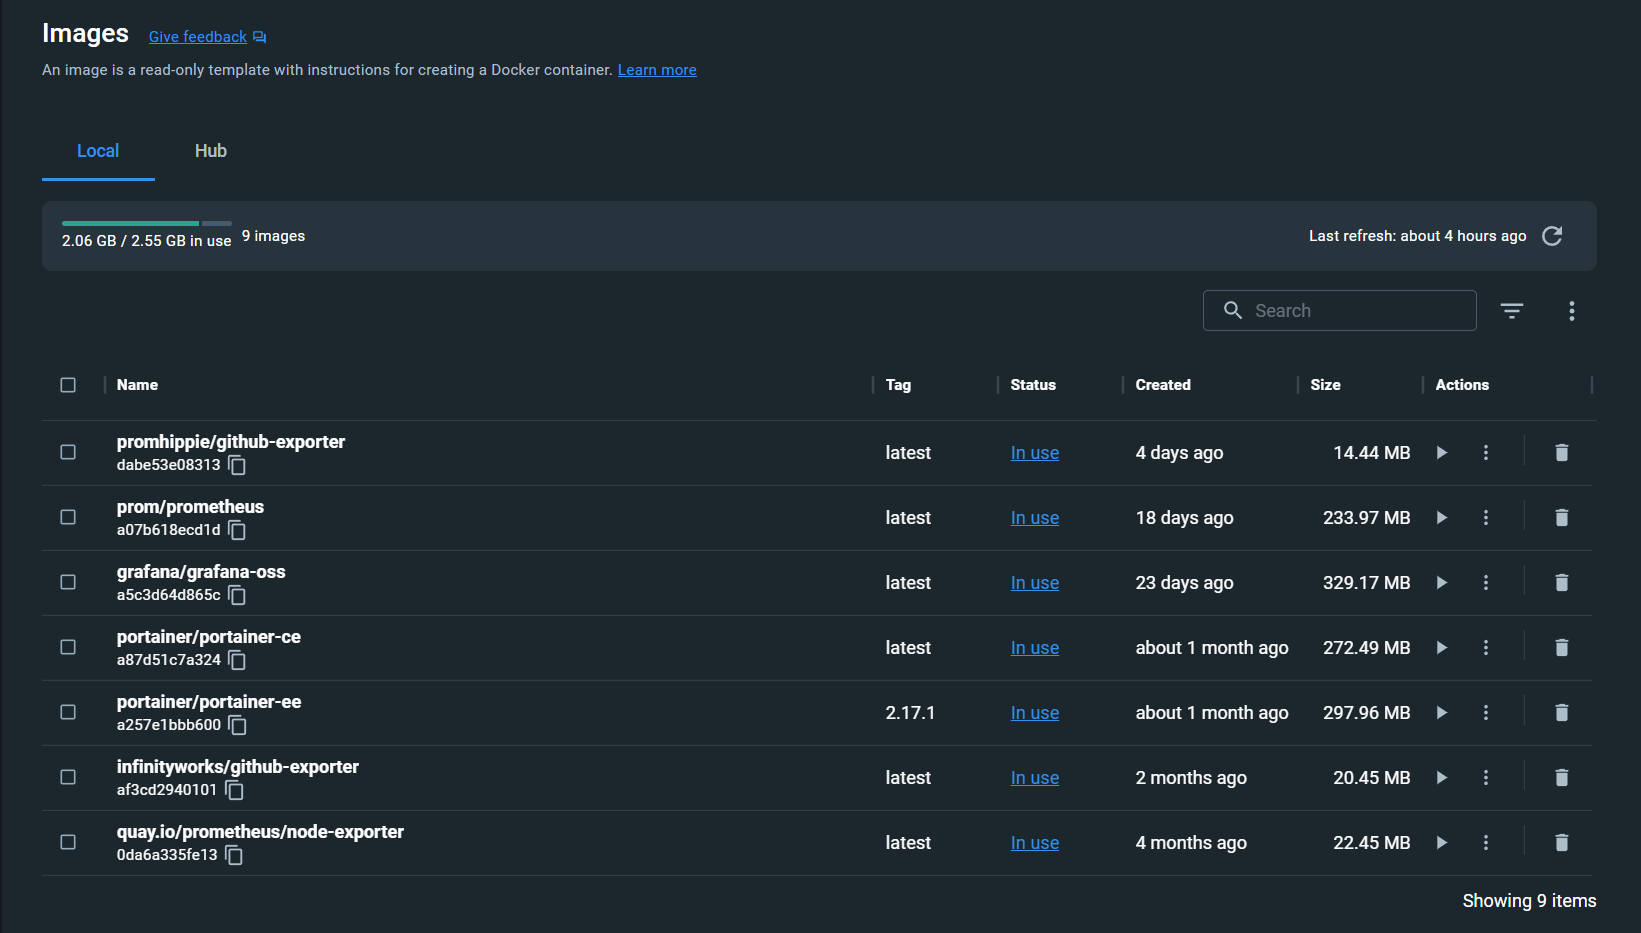 Images Give feedback
An image is a read-only template with instructions for creating a Docker container. Learn more
Local Hub
2.06 GB / 2.55 GB in use 9 images Last refresh: about 4 hours ago
Search
Name Tag Status Created Size Actions
promhippie/github-exporter
dabe53e08313
latest In use 4 days ago 14.44 MB
prom/prometheus
a07b618ecd1d
latest In use 18 days ago 233.97 MB
grafana/grafana-oss
a5c3d64d865c
latest In use 23 days ago 329.17 MB
portainer/portainer-ce
a87d51c7a324
latest In use about 1 month ago 272.49 MB
portainer/portainer-ee
a257e1bbb600
2.17.1 In use about 1 month ago 297.96 MB
infinityworks/github-exporter
af3cd2940101
latest In use 2 months ago 20.45 MB
quay.io/prometheus/node-exporter
0da6a335fe13
latest In use 4 months ago 22.45 MB
Showing 9 items